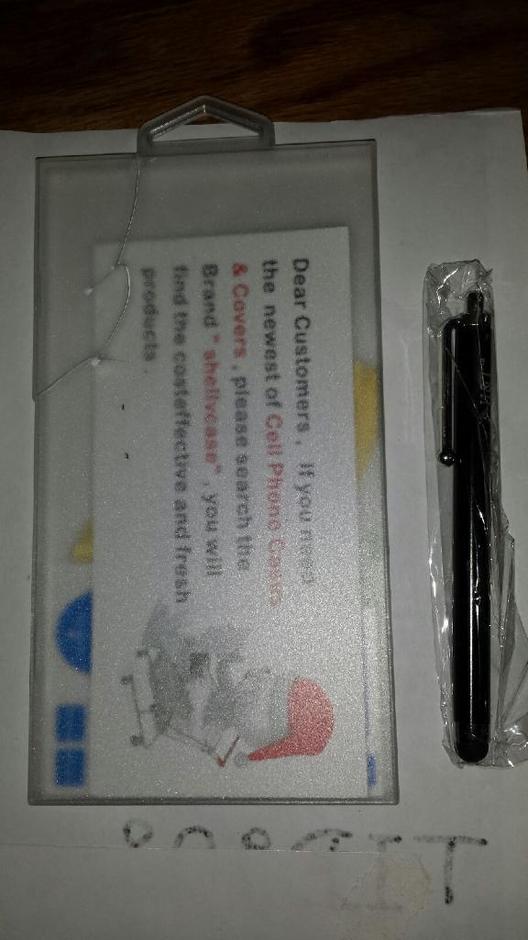 Dear Customers , If you need
the newest of Cell Phone Cases
& Covers , please search the
Brand " shellvcase" , you will
find the costeffective and fresh
products .